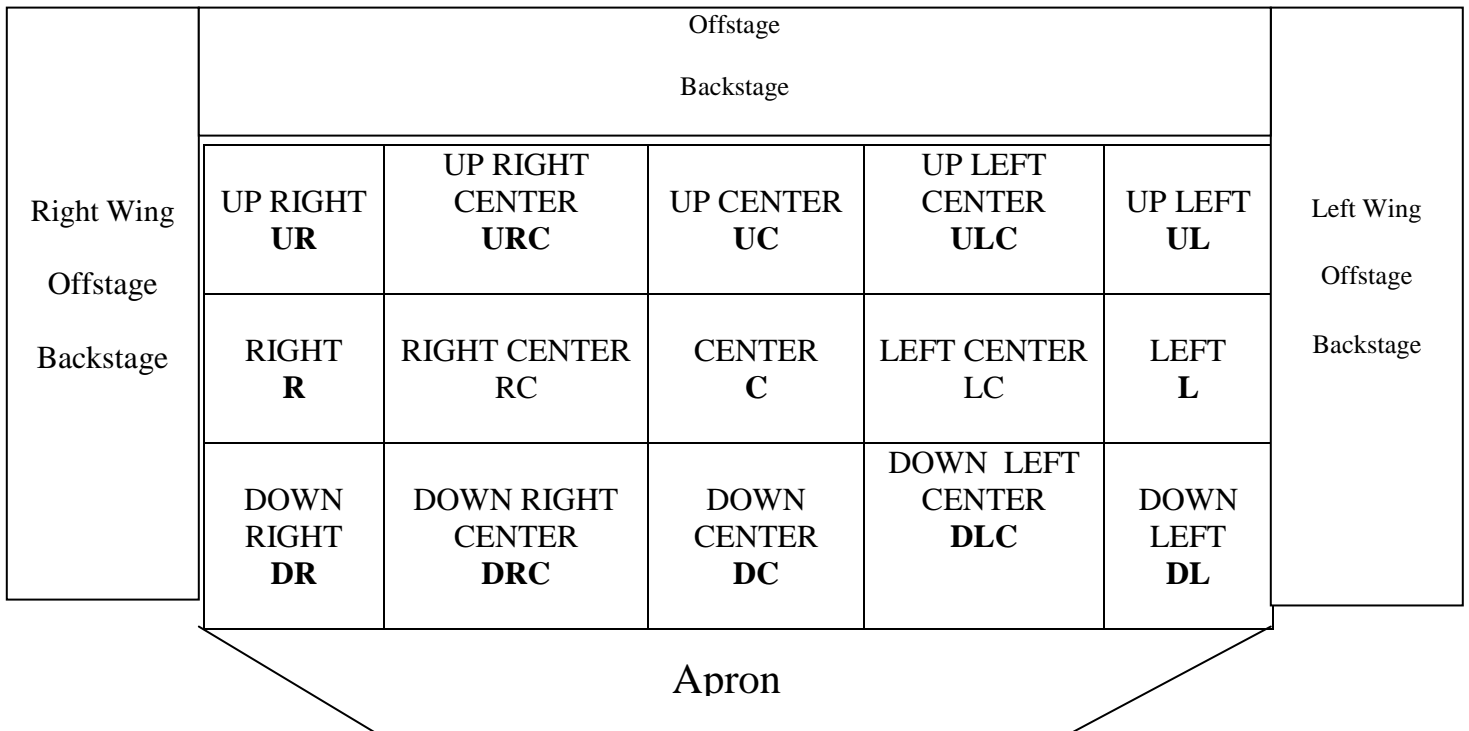 Offstage
Backstage
Right Wing
Offstage
Backstage
UP RIGHT
UR
UP RIGHT
CENTER
URC
UP CENTER
UC
UP LEFT
CENTER
ULC
UP LEFT
UL
Left Wing
Offstage
Backstage
RIGHT
R
RIGHT CENTER
RC
CENTER
C
LEFT CENTER
LC
LEFT
L
DOWN
RIGHT
DR
DOWN RIGHT
CENTER
DRC
DOWN
CENTER
DC
DOWN LEFT
CENTER
DLC
DOWN
LEFT
DL
Apron